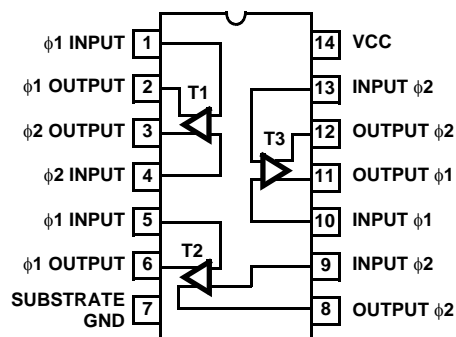 ϕ1 INPUT 1
ϕ1 OUTPUT 2
ϕ2 OUTPUT 3
ϕ2 INPUT 4
ϕ1 INPUT 5
ϕ1 OUTPUT 6
SUBSTRATE
GND 7
T1
T2
T3
14 VCC
13 INPUT ϕ2
12 OUTPUT ϕ2
11 OUTPUT ϕ1
10 INPUT ϕ1
9 INPUT ϕ2
8 OUTPUT ϕ2